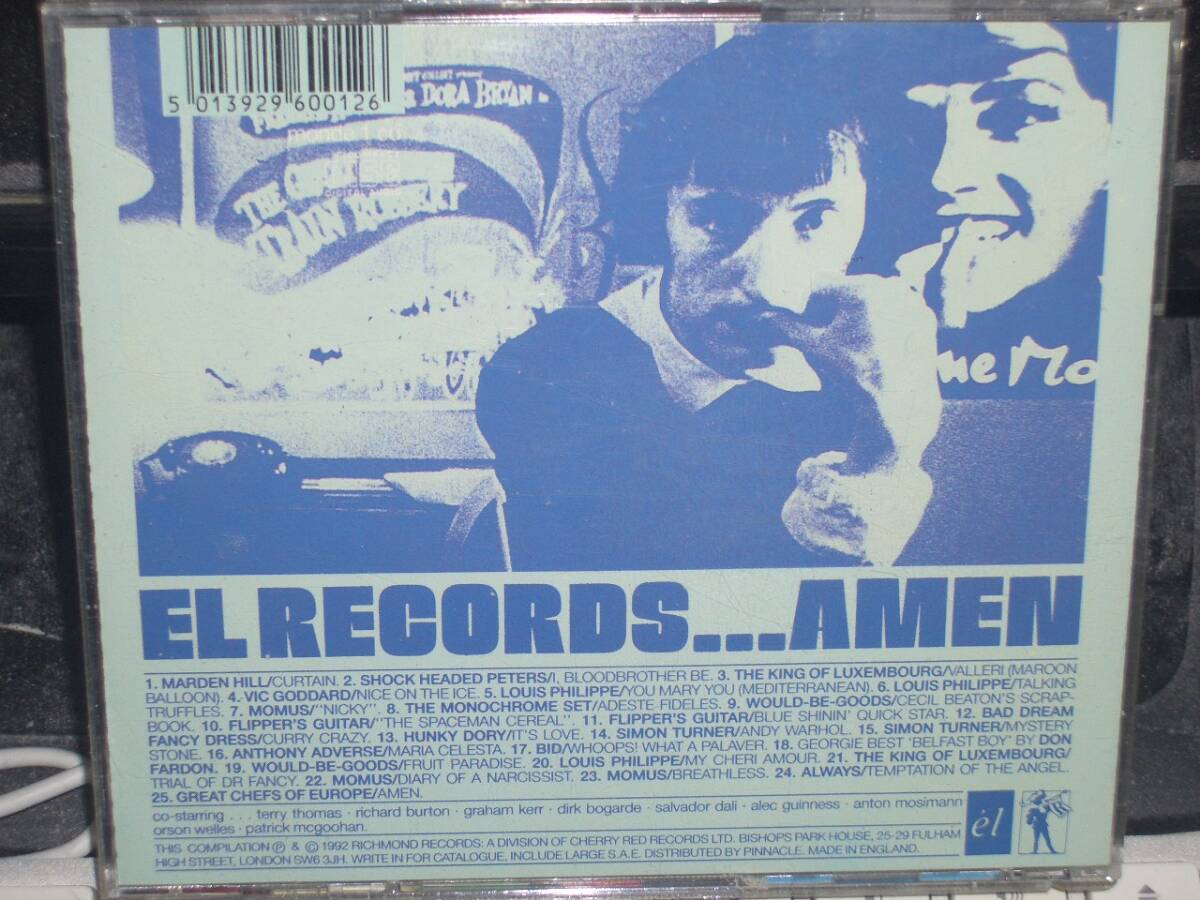 5 013929 600126
DORA BRYAN IN
monde 1 cd
THE GREAT
TRAIN ROBBERY
me Mo
EL RECORDS....AMEN
1. MARDEN HILL/CURTAIN. 2. SHOCK HEADED PETERS/I, BLOODBROTHER BE. 3. THE KING OF LUXEMBOURG/VALLERI (MAROON
BALLOON). 4. VIC GODDARD/NICE ON THE ICE. 5. LOUIS PHILIPPE/YOU MARY YOU (MEDITERRANEAN). 6. LOUIS PHILIPPE/TALKING
TRUFFLES. 7. MOMUS/"NICKY". 8. THE MONOCHROME SET/ADESTE FIDELES. 9. WOULD-BE-GOODS/CECIL BEATON'S SCRAP-
BOOK. 10. FLIPPER'S GUITAR/"THE SPACEMAN CEREAL". 11. FLIPPER'S GUITAR/BLUE SHININ' QUICK STAR. 12. BAD DREAM
FANCY DRESS/CURRY CRAZY. 13. HUNKY DORY/IT'S LOVE. 14. SIMON TURNER/ANDY WARHOL. 15. SIMON TURNER/MYSTERY
STONE. 16. ANTHONY ADVERSE/MARIA CELESTA. 17. BID/WHOOPS! WHAT A PALAVER. 18. GEORGIE BEST 'BELFAST BOY' BY DON
FARDON. 19. WOULD-BE-GOODS/FRUIT PARADISE. 20. LOUIS PHILIPPE/MY CHERI AMOUR. 21. THE KING OF LUXEMBOURG/
TRIAL OF DR FANCY. 22. MOMUS/DIARY OF A NARCISSIST. 23. MOMUS/BREATHLESS. 24. ALWAYS/TEMPTATION OF THE ANGEL.
25. GREAT CHEFS OF EUROPE/AMEN.
co-starring . . . terry thomas · richard burton · graham kerr · dirk bogarde · salvador dali · alec guinness · anton mosimann
orson welles · patrick mcgoohan.
THIS COMPILATION ℗ & © 1992 RICHMOND RECORDS: A DIVISION OF CHERRY RED RECORDS LTD. BISHOPS PARK HOUSE, 25-29 FULHAM
HIGH STREET, LONDON SW6 3JH. WRITE IN FOR CATALOGUE, INCLUDE LARGE S.A.E. DISTRIBUTED BY PINNACLE. MADE IN ENGLAND.
él